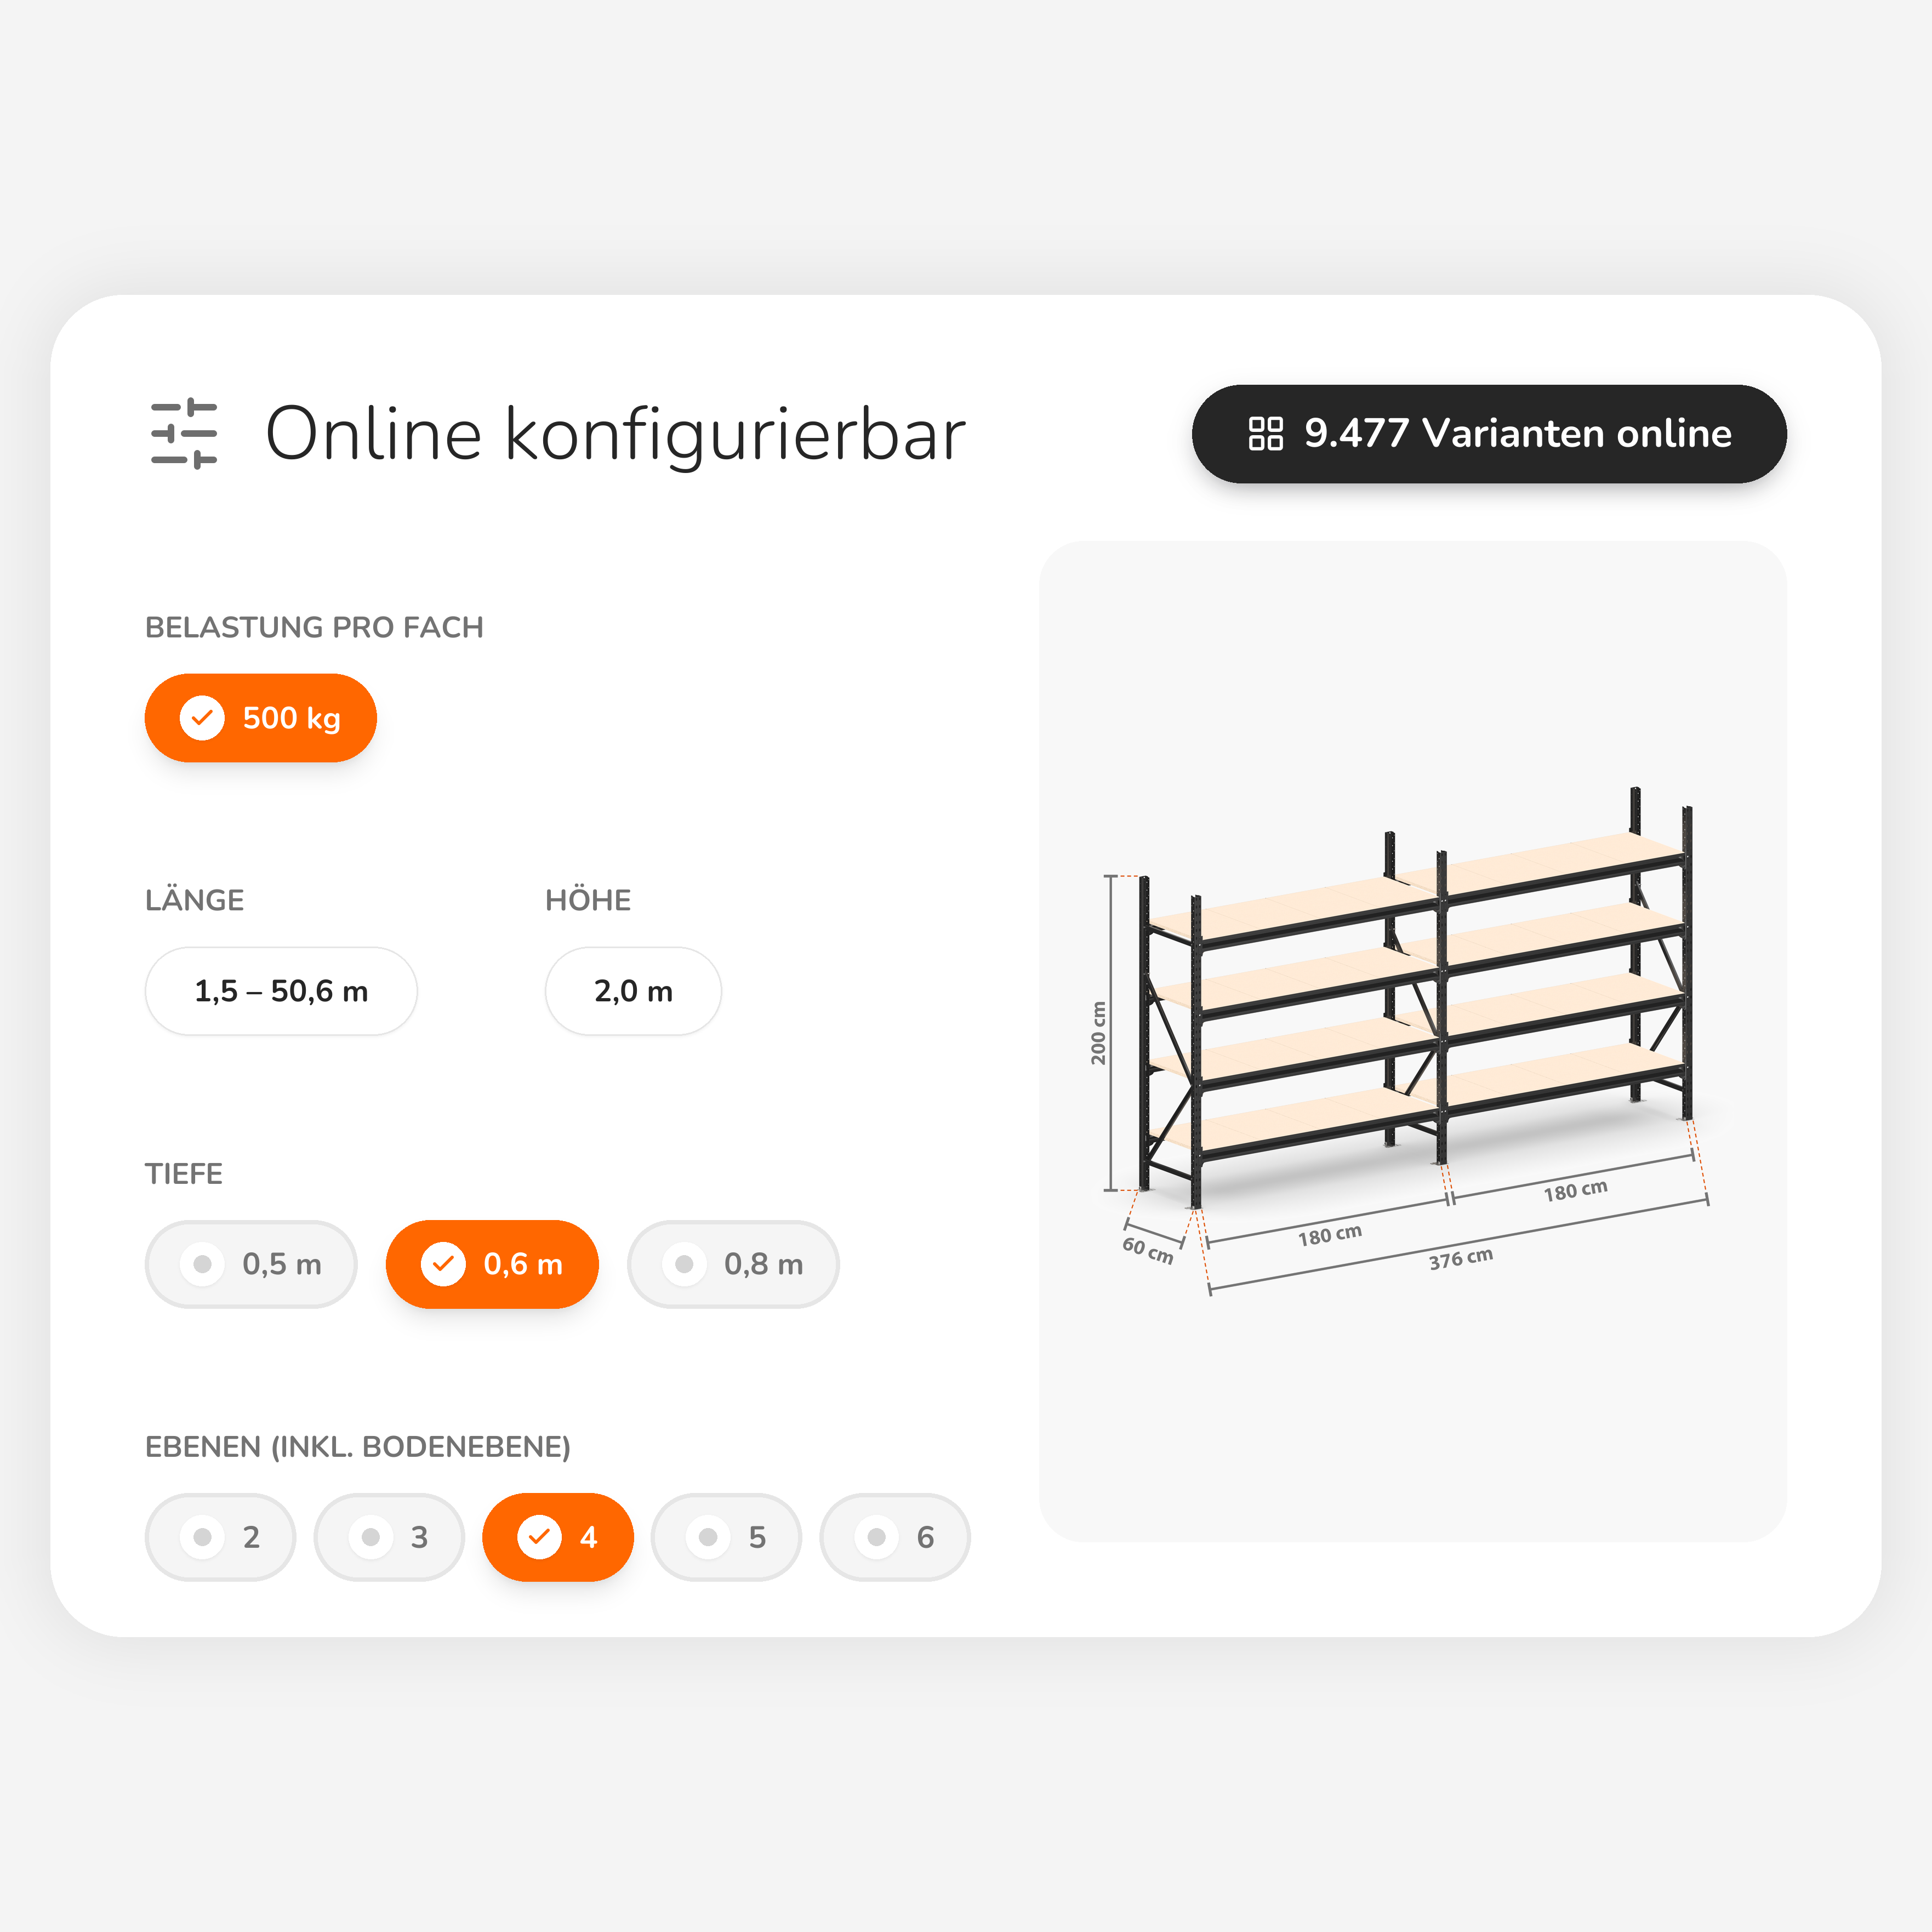 Online konfigurierbar
9.477 Varianten online
BELASTUNG PRO FACH
500 kg
LÄNGE
HÖHE
1,5 – 50,6 m
2,0 m
TIEFE
0,5 m
0,6 m
0,8 m
EBENEN (INKL. BODENEBENE)
2
3
4
5
6
200 cm
60 cm
180 cm
180 cm
376 cm